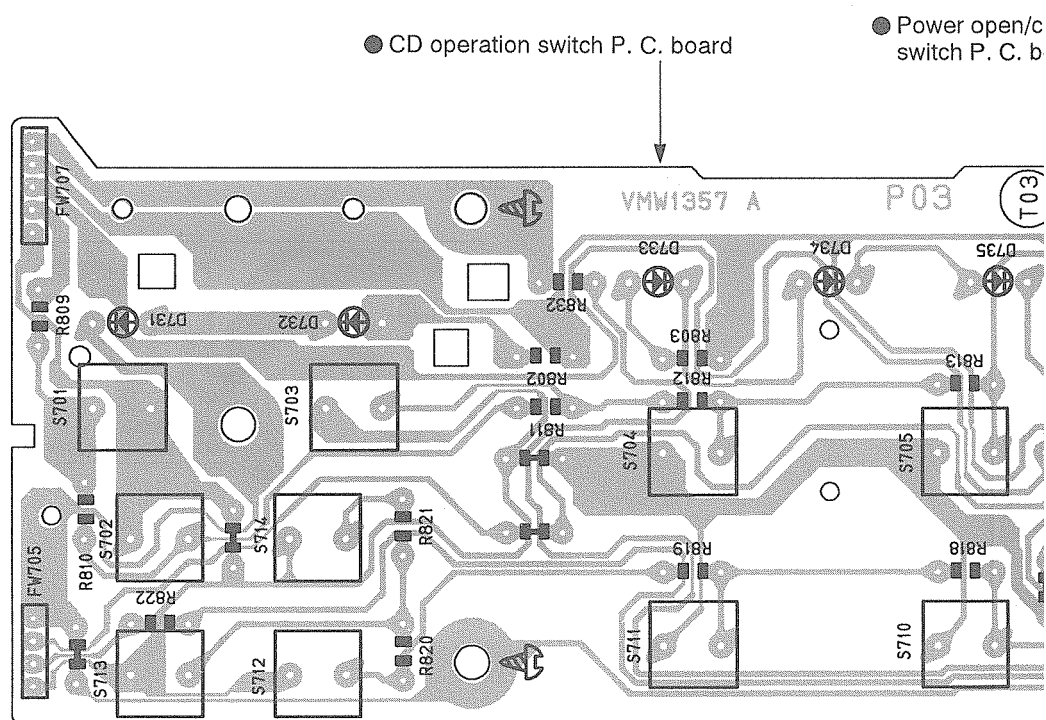 ● CD operation switch P. C. board
● Power open/c
switch P. C. b
FW707
VMW1357 A
P03
T03
D733
D734
D735
R832
R809
D731
D732
R803
R802
R812
R813
S701
S703
R811
S704
S705
R810
S702
S714
R821
R819
R818
FW705
R822
S713
S712
R820
S711
S710